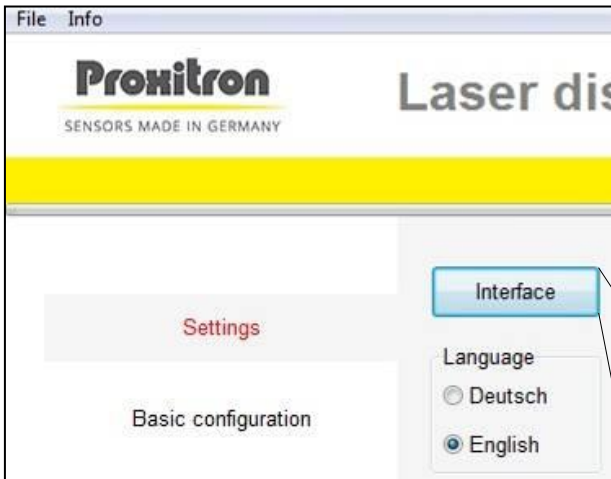 File Info
Proxitron
SENSORS MADE IN GERMANY
Laser dis
Interface
Settings
Language
Deutsch
Basic configuration
English